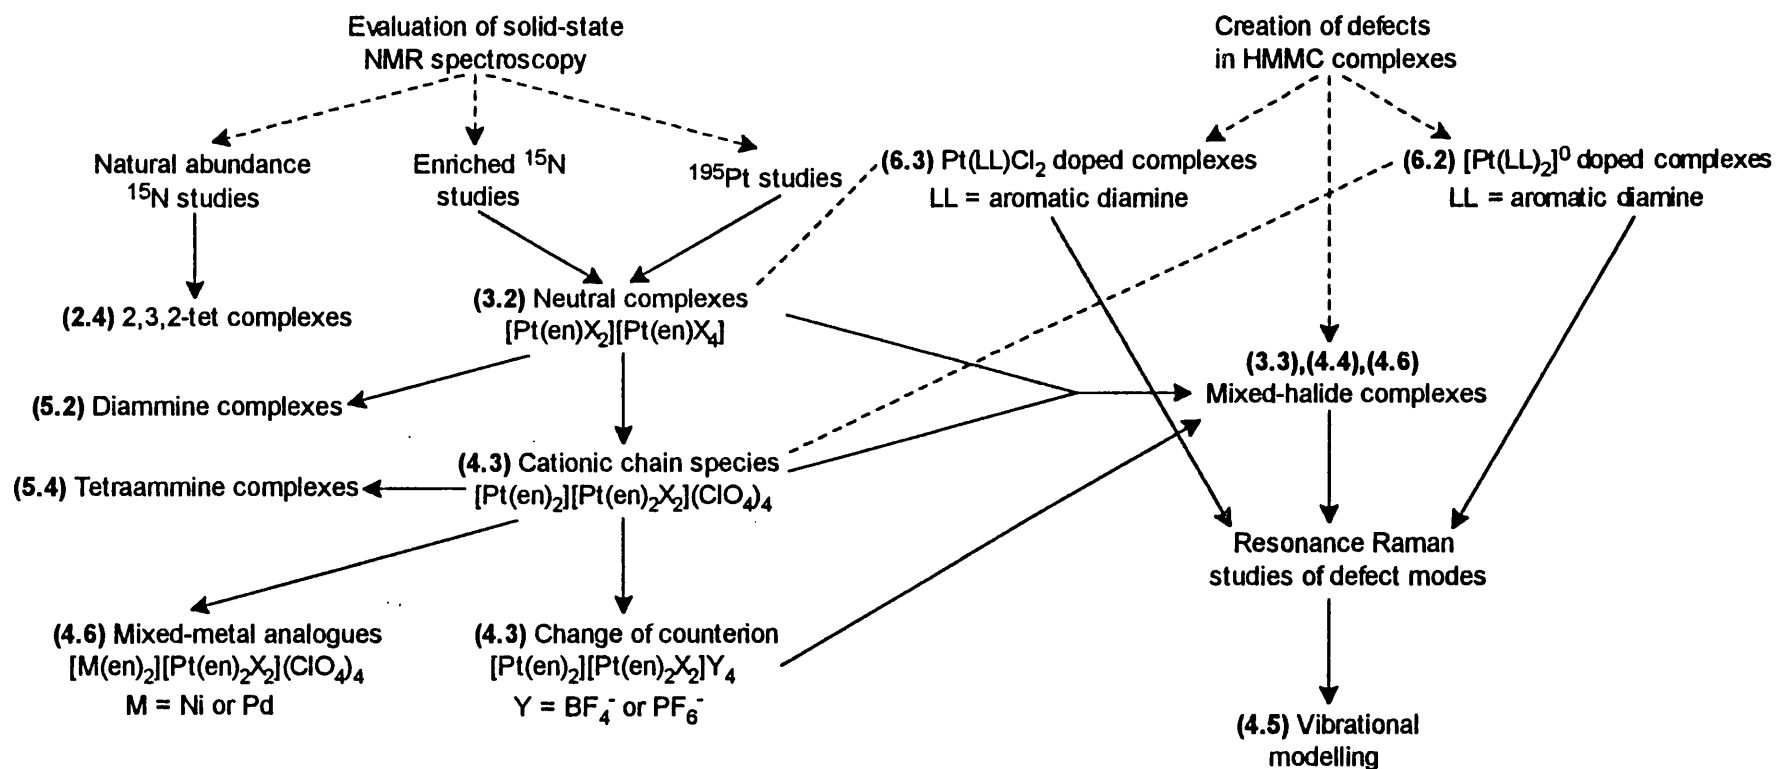 Evaluation of solid-state
NMR spectroscopy
Creation of defects
in HMMC complexes
Natural abundance
¹⁵N studies
Enriched ¹⁵N
studies
¹⁹⁵Pt studies
(6.3) Pt(LL)Cl₂ doped complexes
LL = aromatic diamine
(6.2) [Pt(LL)₂]⁰ doped complexes
LL = aromatic diamine
(2.4) 2,3,2-tet complexes
(3.2) Neutral complexes
[Pt(en)X₂][Pt(en)X₄]
(3.3),(4.4),(4.6)
Mixed-halide complexes
(5.2) Diammine complexes
(4.3) Cationic chain species
[Pt(en)₂][Pt(en)₂X₂](ClO₄)₄
(5.4) Tetraammine complexes
Resonance Raman
studies of defect modes
(4.6) Mixed-metal analogues
[M(en)₂][Pt(en)₂X₂](ClO₄)₄
M = Ni or Pd
(4.3) Change of counterion
[Pt(en)₂][Pt(en)₂X₂]Y₄
Y = BF₄⁻ or PF₆⁻
(4.5) Vibrational
modelling